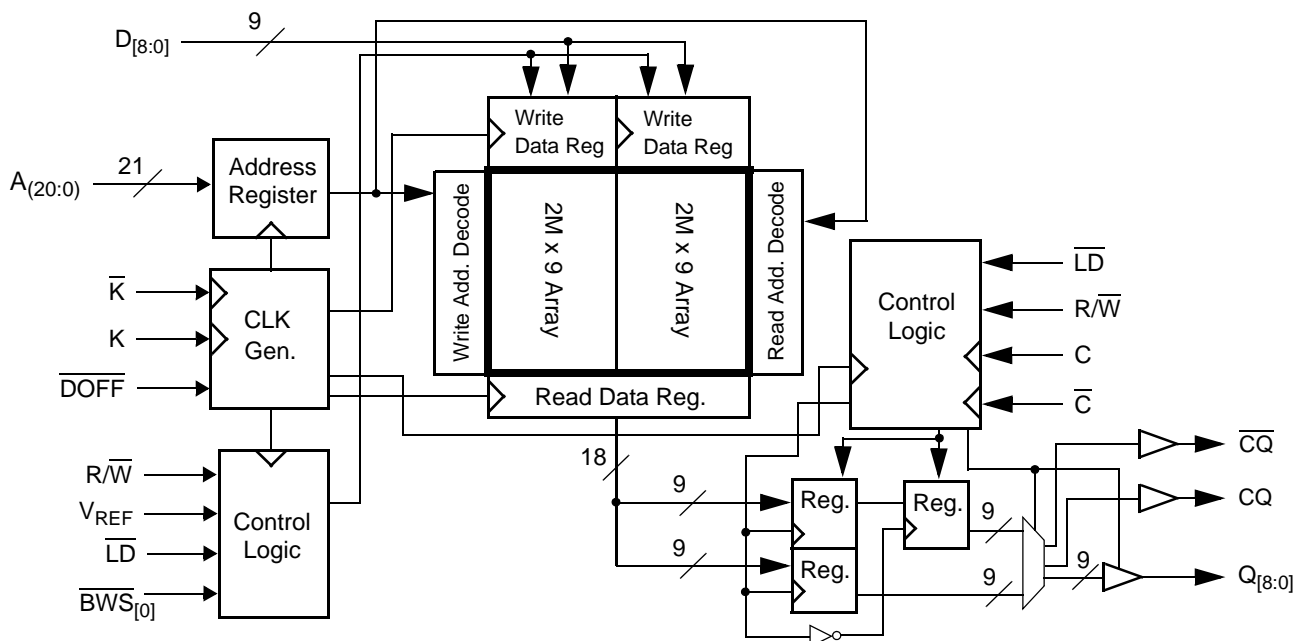 D[8:0]
9
Write
Data Reg
Write
Data Reg
A(20:0)
21
Address
Register
Write Add. Decode
2M x 9 Array
2M x 9 Array
Read Add. Decode
K
K
DOFF
CLK
Gen.
Read Data Reg.
Control
Logic
LD
R/W
C
C
R/W
VREF
LD
BWS[0]
Control
Logic
18
9
9
Reg.
Reg.
Reg.
9
9
9
CQ
CQ
Q[8:0]